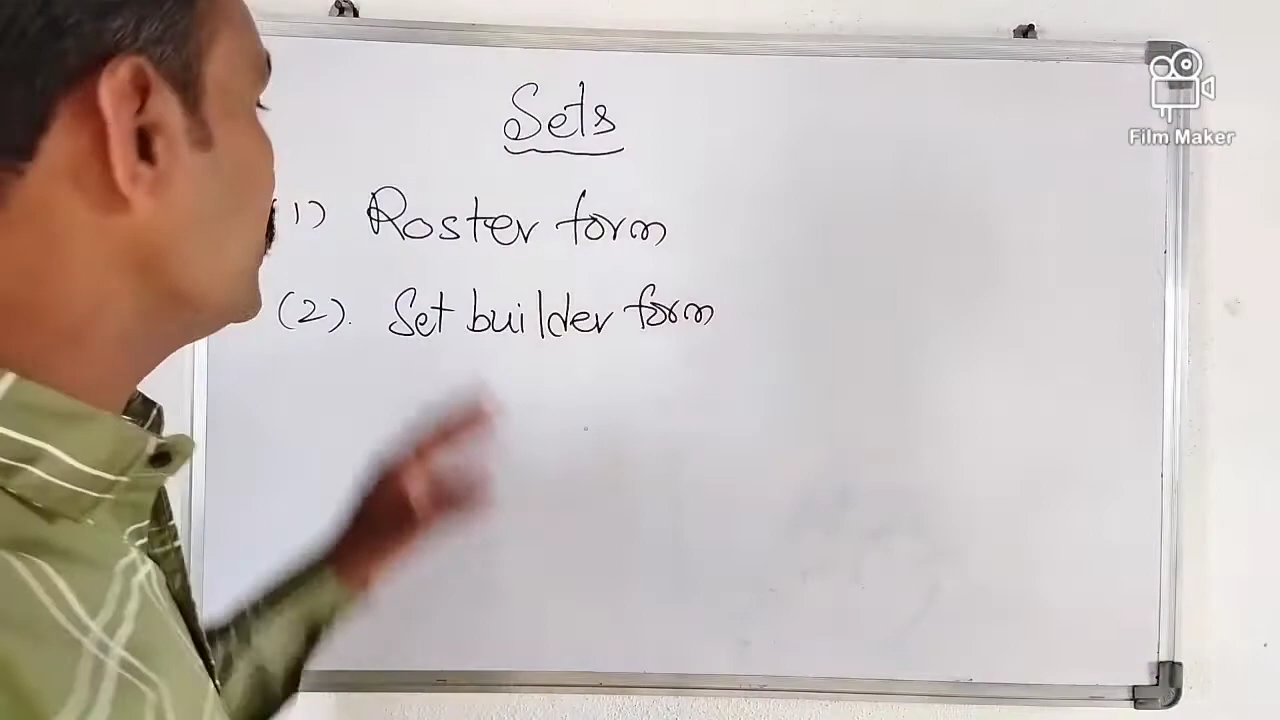 Sets
(1) Roster form
(2). Set builder form
Film Maker